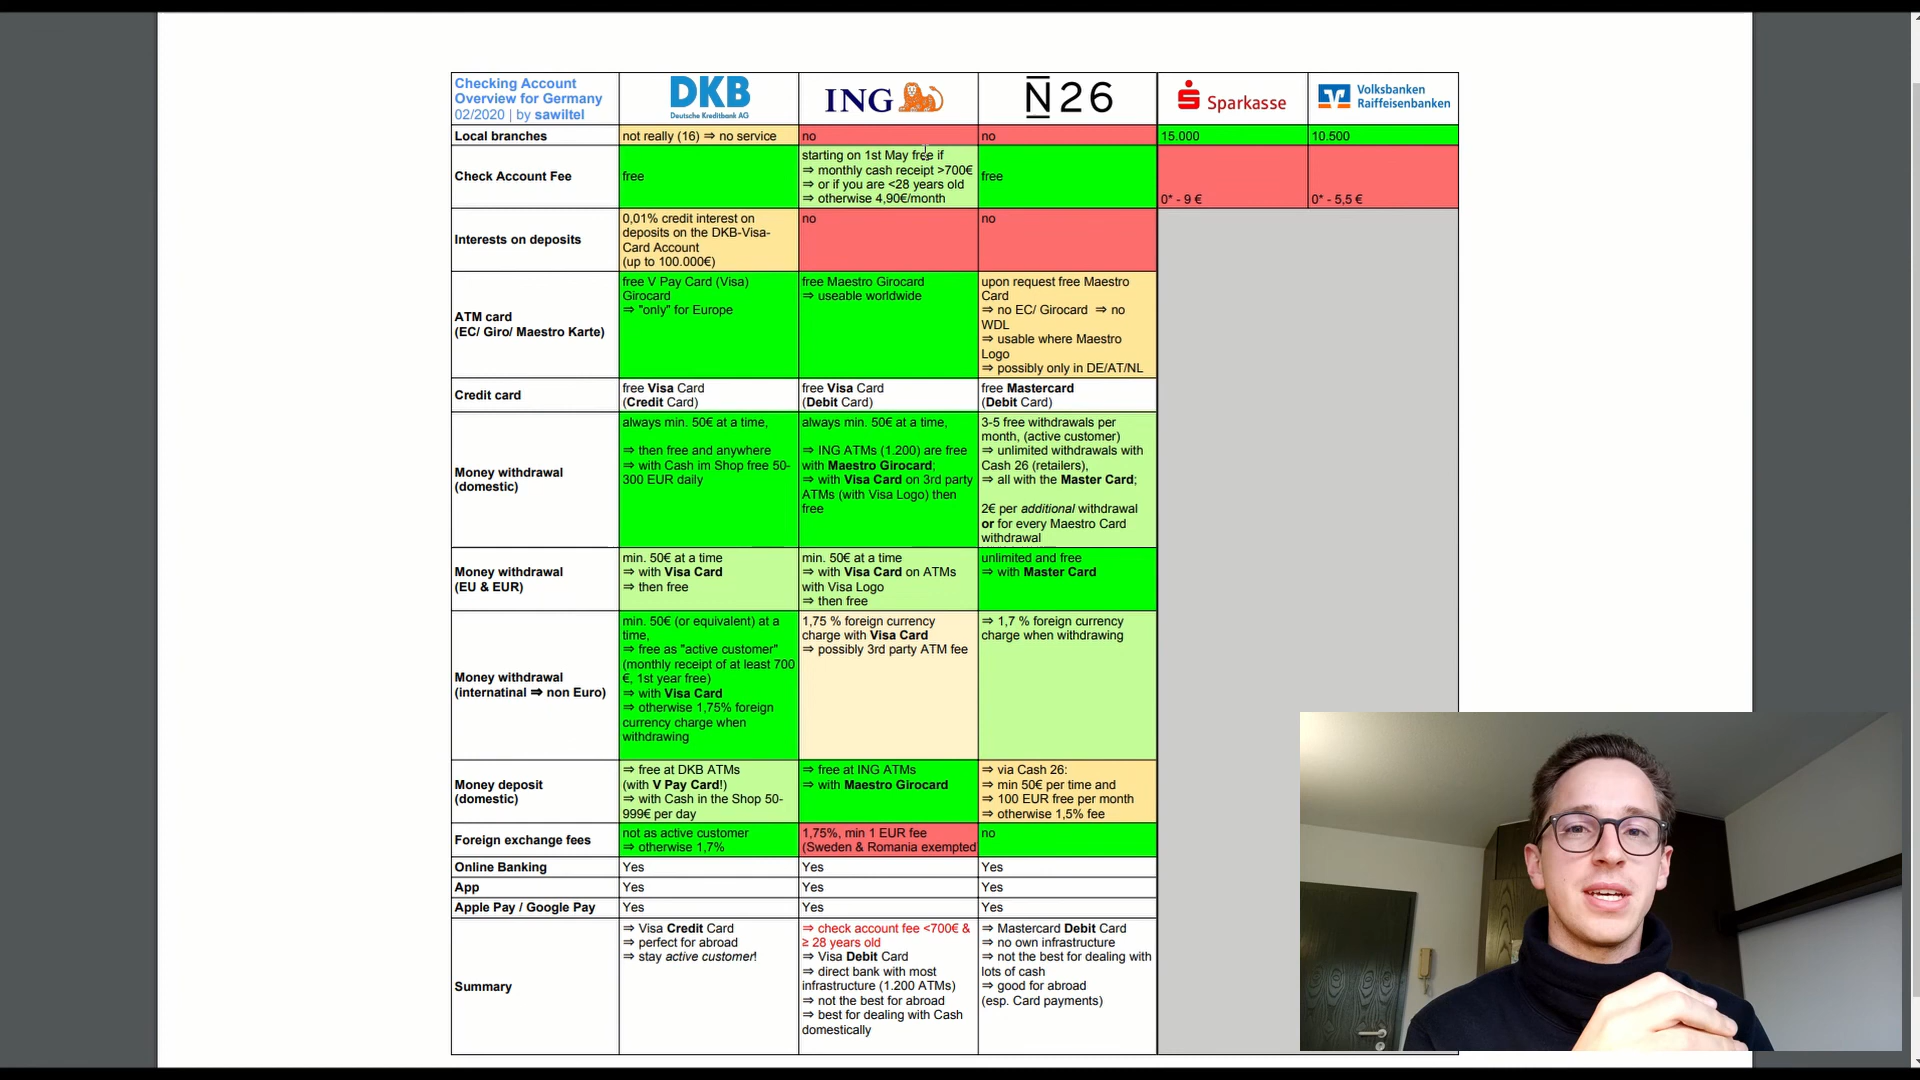 Checking Account
Overview for Germany
02/2020 | by sawiltel
DKB
Deutsche Kreditbank AG
ING
N26
Sparkasse
Volksbanken
Raiffeisenbanken
Local branches
not really (16) ⇒ no service
no
no
15.000
10.500
Check Account Fee
free
starting on 1st May free if
⇒ monthly cash receipt >700€
⇒ or if you are <28 years old
⇒ otherwise 4,90€/month
free
0* - 9 €
0* - 5,5 €
Interests on deposits
0,01% credit interest on
deposits on the DKB-Visa-
Card Account
(up to 100.000€)
no
no
ATM card
(EC/ Giro/ Maestro Karte)
free V Pay Card (Visa)
Girocard
⇒ "only" for Europe
free Maestro Girocard
⇒ useable worldwide
upon request free Maestro
Card
⇒ no EC/ Girocard ⇒ no
WDL
⇒ usable where Maestro
Logo
⇒ possibly only in DE/AT/NL
Credit card
free Visa Card
(Credit Card)
free Visa Card
(Debit Card)
free Mastercard
(Debit Card)
Money withdrawal
(domestic)
always min. 50€ at a time,
⇒ then free and anywhere
⇒ with Cash im Shop free 50-
300 EUR daily
always min. 50€ at a time,
⇒ ING ATMs (1.200) are free
with Maestro Girocard;
⇒ with Visa Card on 3rd party
ATMs (with Visa Logo) then
free
3-5 free withdrawals per
month, (active customer)
⇒ unlimited withdrawals with
Cash 26 (retailers),
⇒ all with the Master Card;
2€ per additional withdrawal
or for every Maestro Card
withdrawal
Money withdrawal
(EU & EUR)
min. 50€ at a time
⇒ with Visa Card
⇒ then free
min. 50€ at a time
⇒ with Visa Card on ATMs
with Visa Logo
⇒ then free
unlimited and free
⇒ with Master Card
Money withdrawal
(internatinal ⇒ non Euro)
min. 50€ (or equivalent) at a
time,
⇒ free as "active customer"
(monthly receipt of at least 700
€, 1st year free)
⇒ with Visa Card
⇒ otherwise 1,75% foreign
currency charge when
withdrawing
1,75 % foreign currency
charge with Visa Card
⇒ possibly 3rd party ATM fee
⇒ 1,7 % foreign currency
charge when withdrawing
Money deposit
(domestic)
⇒ free at DKB ATMs
(with V Pay Card!)
⇒ with Cash in the Shop 50-
999€ per day
⇒ free at ING ATMs
⇒ with Maestro Girocard
⇒ via Cash 26:
⇒ min 50€ per time and
⇒ 100 EUR free per month
⇒ otherwise 1,5% fee
Foreign exchange fees
not as active customer
⇒ otherwise 1,7%
1,75%, min 1 EUR fee
(Sweden & Romania exempted
no
Online Banking
Yes
Yes
Yes
App
Yes
Yes
Yes
Apple Pay / Google Pay
Yes
Yes
Yes
Summary
⇒ Visa Credit Card
⇒ perfect for abroad
⇒ stay active customer!
⇒ check account fee <700€ &
≥ 28 years old
⇒ Visa Debit Card
⇒ direct bank with most
infrastructure (1.200 ATMs)
⇒ not the best for abroad
⇒ best for dealing with Cash
domestically
⇒ Mastercard Debit Card
⇒ no own infrastructure
⇒ not the best for dealing with
lots of cash
⇒ good for abroad
(esp. Card payments)